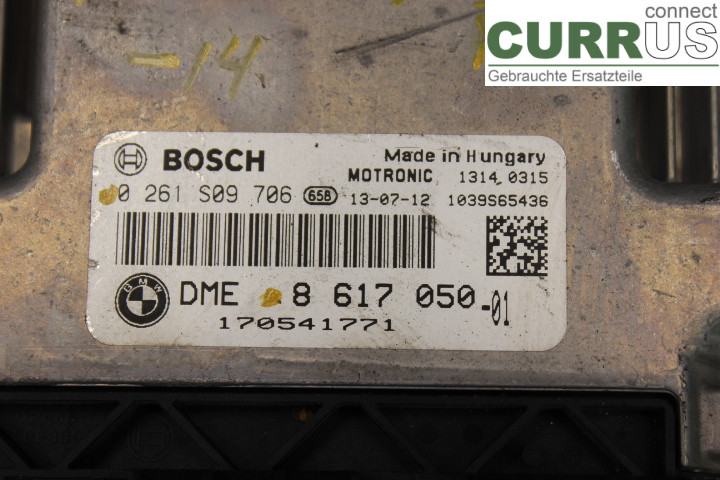 connect
CURRUS
Gebrauchte Ersatzteile
-14
BOSCH
Made in Hungary
MOTRONIC 1314 0315
0 261 S09 706 658 13-07-12 1039S65436
BMW
DME 8 617 050-01
170541771